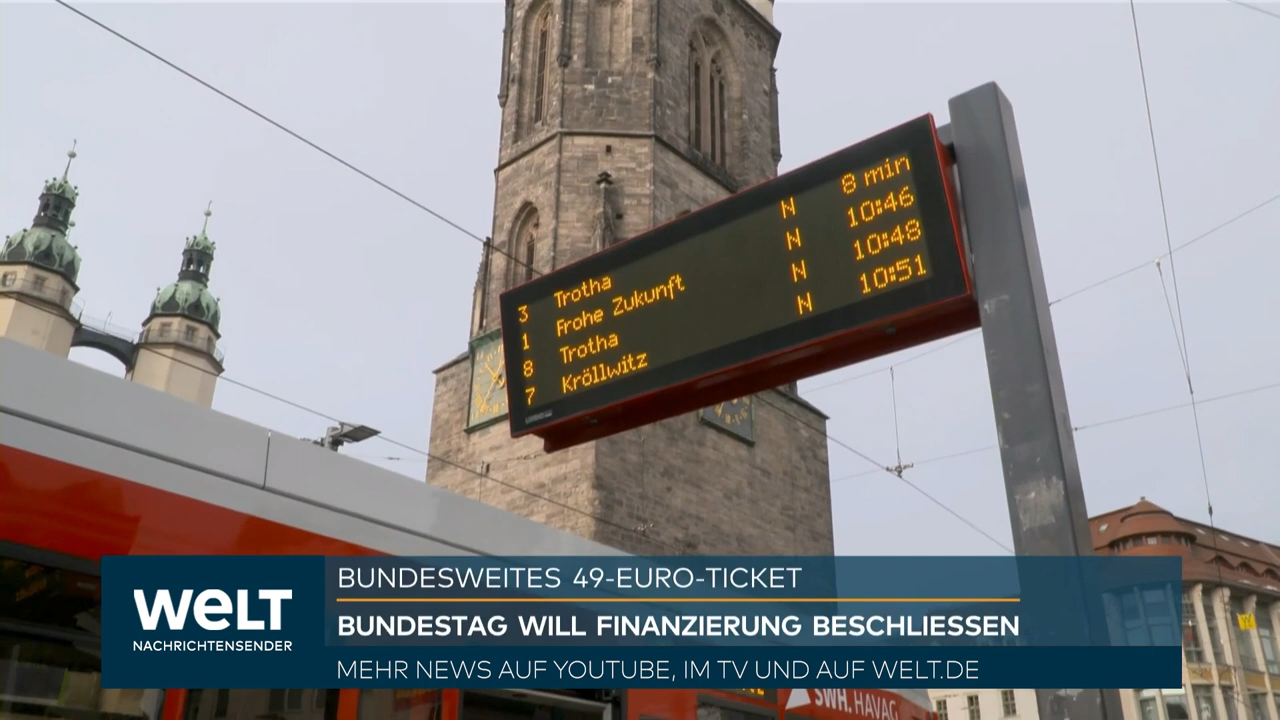 3 Trotha N 8 min
1 Frohe Zukunft N 10:46
8 Trotha N 10:48
7 Kröllwitz N 10:51
welt
NACHRICHTENSENDER
BUNDESWEITES 49-EURO-TICKET
BUNDESTAG WILL FINANZIERUNG BESCHLIESSEN
MEHR NEWS AUF YOUTUBE, IM TV UND AUF WELT.DE
SWH.HAVAG